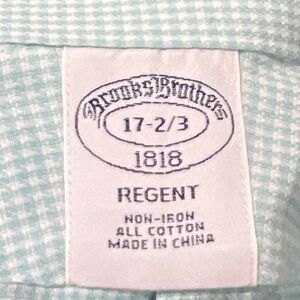 Brooks Brothers
17-2/3
1818
REGENT
NON-IRON
ALL COTTON
MADE IN CHINA